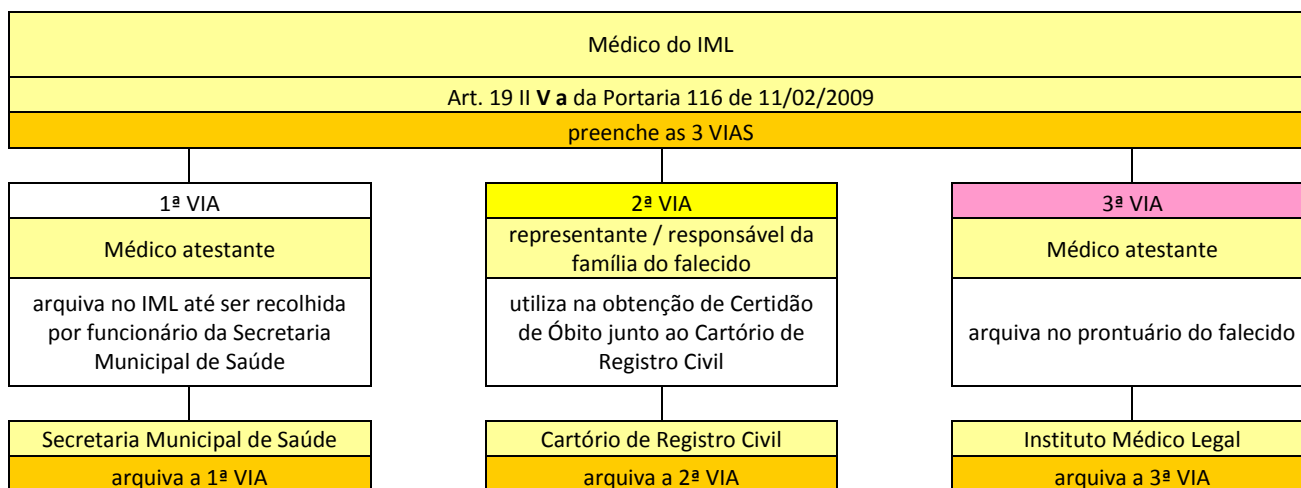 Médico do IML
Art. 19 II V a da Portaria 116 de 11/02/2009
preenche as 3 VIAS
1ª VIA
Médico atestante
arquiva no IML até ser recolhida
por funcionário da Secretaria
Municipal de Saúde
Secretaria Municipal de Saúde
arquiva a 1ª VIA
2ª VIA
representante / responsável da
família do falecido
utiliza na obtenção de Certidão
de Óbito junto ao Cartório de
Registro Civil
Cartório de Registro Civil
arquiva a 2ª VIA
3ª VIA
Médico atestante
arquiva no prontuário do falecido
Instituto Médico Legal
arquiva a 3ª VIA